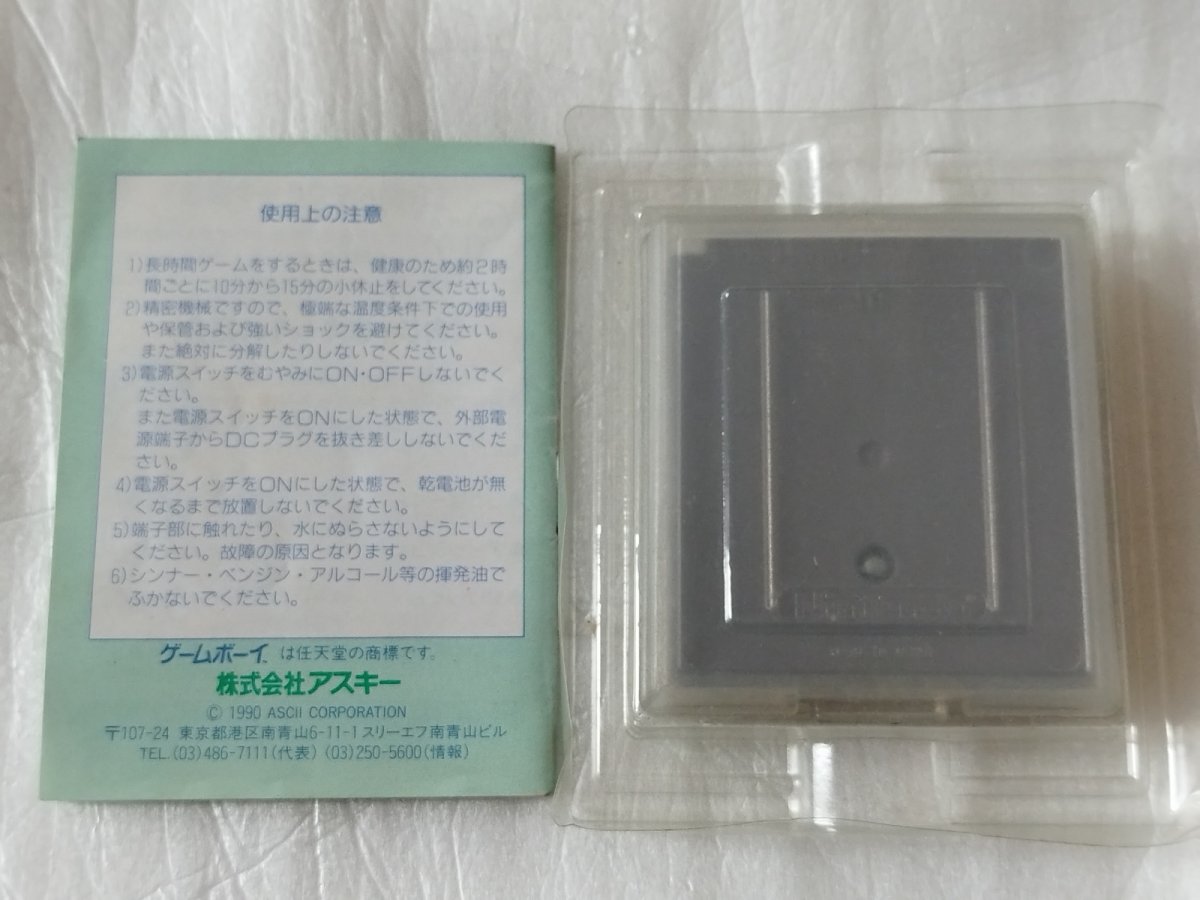 使用上の注意
1)長時間ゲームをするときは、健康のため約2時
間ごとに10分から15分の小休止をしてください。
2)精密機械ですので、極端な温度条件下での使用
や保管および強いショックを避けてください。
また絶対に分解したりしないでください。
3)電源スイッチをむやみにON・OFFしないでく
ださい。
また電源スイッチをONにした状態で、外部電
源端子からDCプラグを抜き差ししないでくだ
さい。
4)電源スイッチをONにした状態で、乾電池が無
くなるまで放置しないでください。
5)端子部に触れたり、水にぬらさないようにして
ください。故障の原因となります。
6)シンナー・ベンジン・アルコール等の揮発油で
ふかないでください。
ゲームボーイは任天堂の商標です。
株式会社アスキー
© 1990 ASCII CORPORATION
〒107-24 東京都港区南青山6-11-1スリーエフ南青山ビル
TEL.(03)486-7111(代表) (03)250-5600(情報)